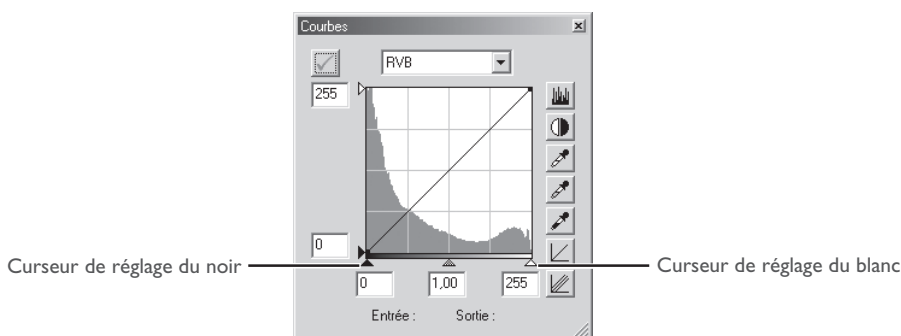 Courbes
RVB
255
0
Curseur de réglage du noir
Curseur de réglage du blanc
0 1,00 255
Entrée : Sortie :